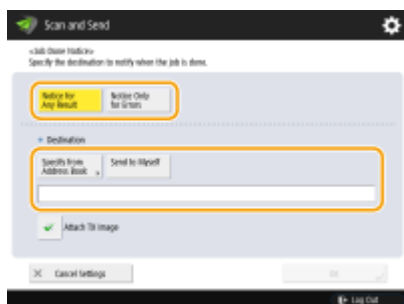 Scan and Send
<Job Done Notice>
Specify the destination to notify when the job is done.
Notice for
Any Result
Notice Only
for Errors
Destination
Specify from
Address Book
Send to Myself
Attach TX Image
Cancel Settings
OK
Log Out